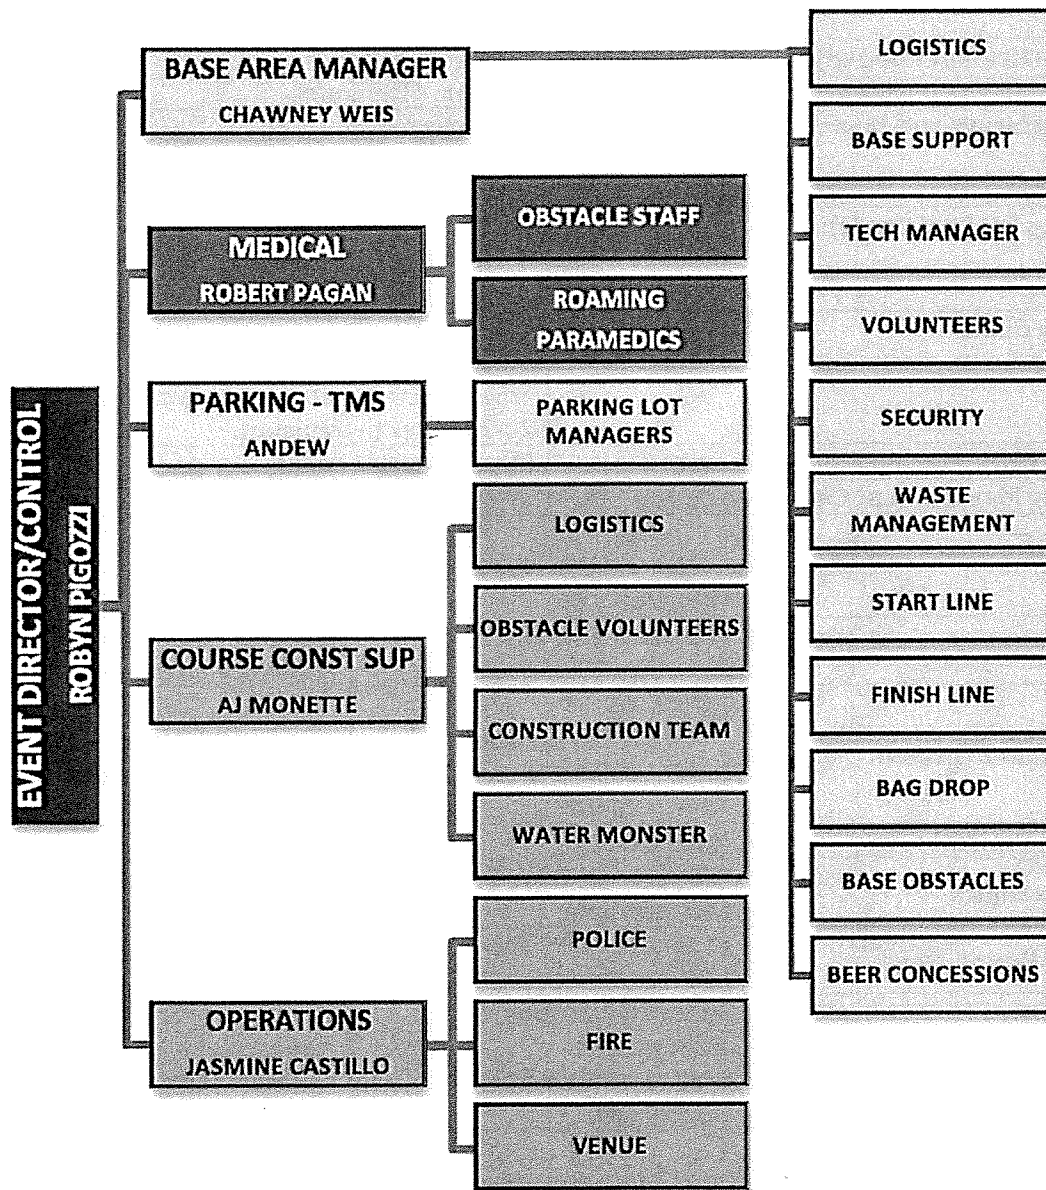 EVENT DIRECTOR/CONTROL
ROBYN PIGOZZI
BASE AREA MANAGER
CHAWNEY WEIS
MEDICAL
ROBERT PAGAN
OBSTACLE STAFF
ROAMING
PARAMEDICS
PARKING - TMS
ANDEW
PARKING LOT
MANAGERS
COURSE CONST SUP
AJ MONETTE
LOGISTICS
OBSTACLE VOLUNTEERS
CONSTRUCTION TEAM
WATER MONSTER
OPERATIONS
JASMINE CASTILLO
POLICE
FIRE
VENUE
LOGISTICS
BASE SUPPORT
TECH MANAGER
VOLUNTEERS
SECURITY
WASTE
MANAGEMENT
START LINE
FINISH LINE
BAG DROP
BASE OBSTACLES
BEER CONCESSIONS